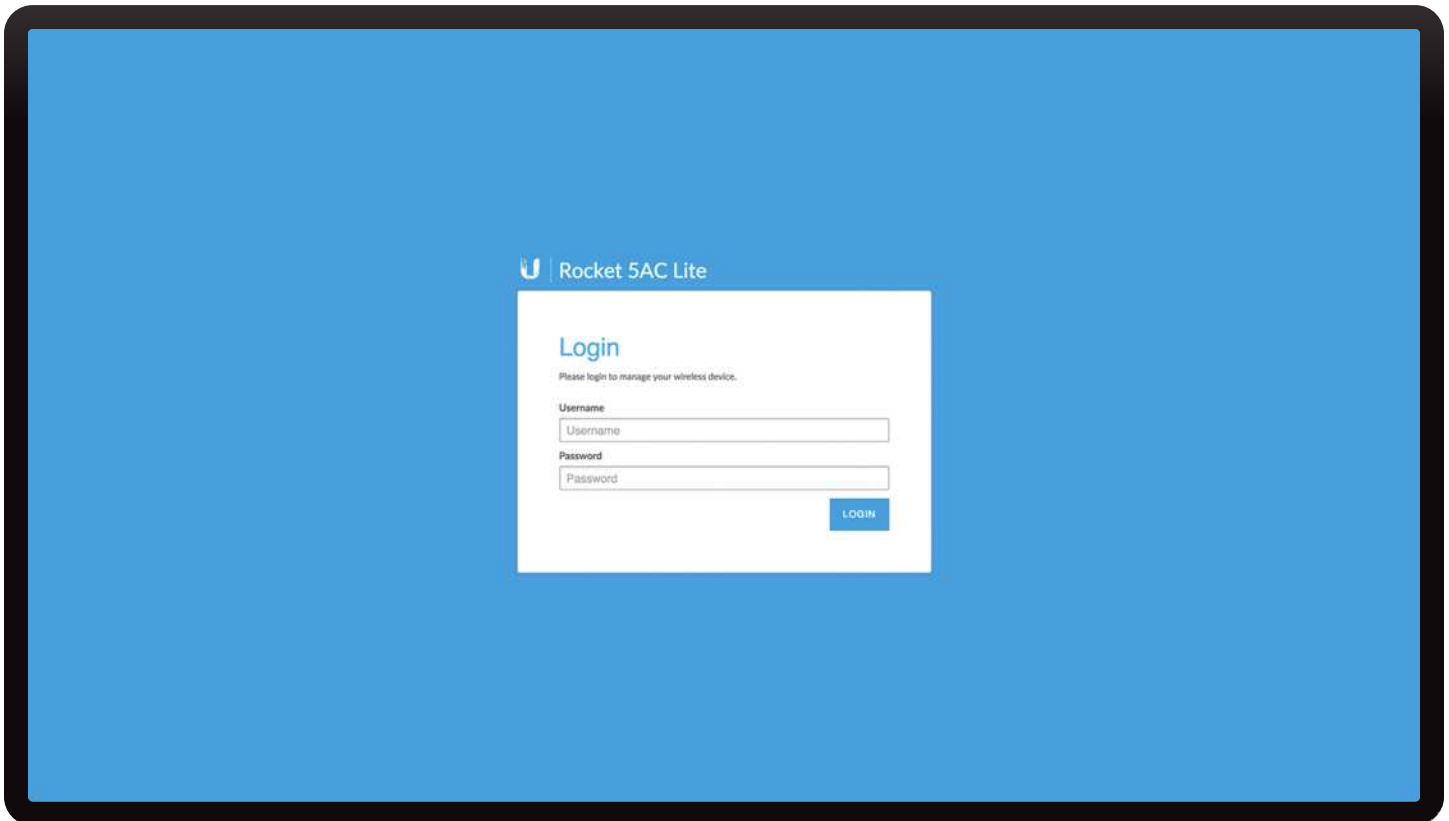 Rocket 5AC Lite
Login
Please login to manage your wireless device.
Username
Username
Password
Password
LOGIN